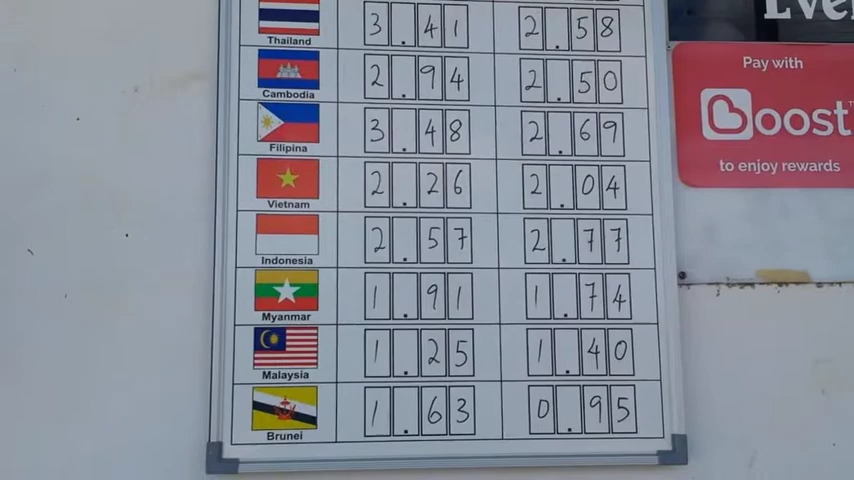 Eve
3.41 2.58
Thailand
Pay with
2.94 2.50
Cambodia
Boost
3.48 2.69
Filipina
to enjoy rewards
2.26 2.04
Vietnam
2.57 2.77
Indonesia
1.91 1.74
Myanmar
1.25 1.40
Malaysia
1.63 0.95
Brunei